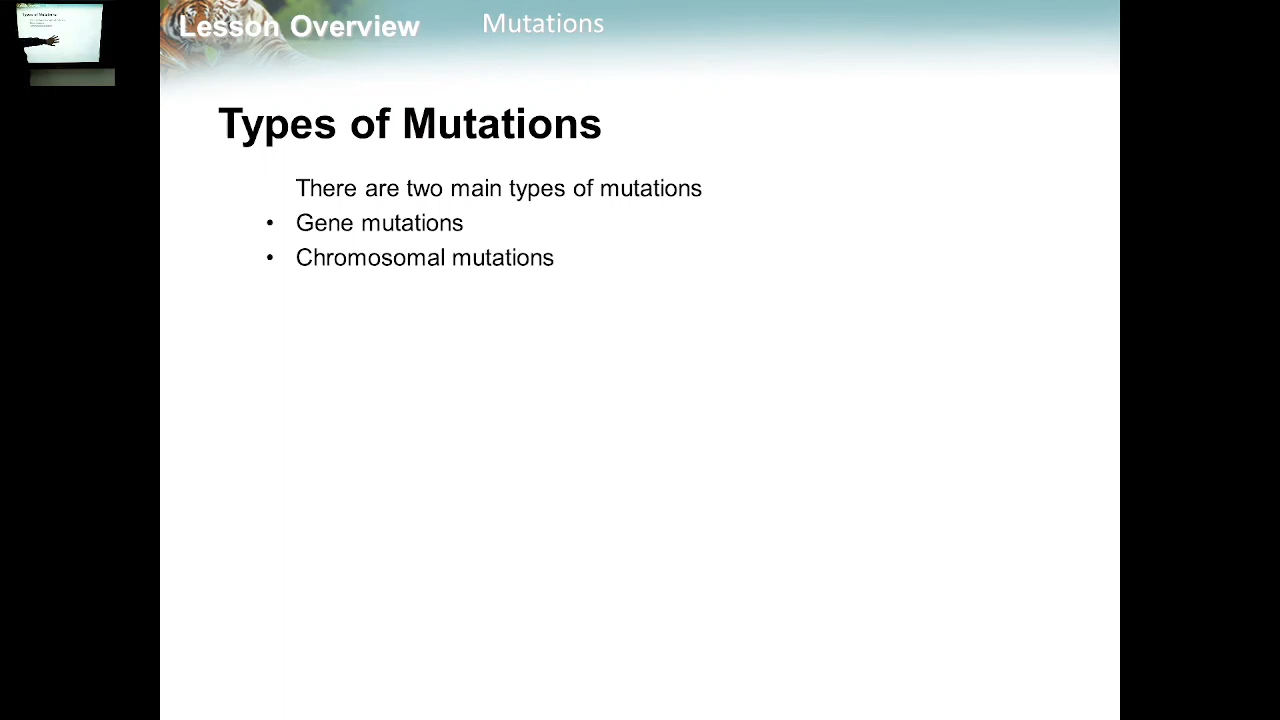 Lesson Overview Mutations
Types of Mutations
There are two main types of mutations
• Gene mutations
• Chromosomal mutations